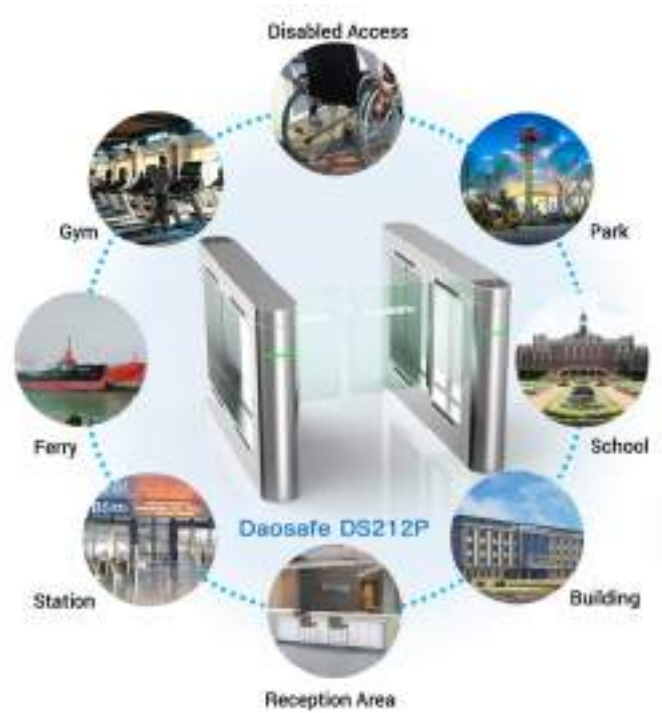 Disabled Access
Gym
Park
Ferry
School
Daosafe DS212P
Station
Building
Reception Area